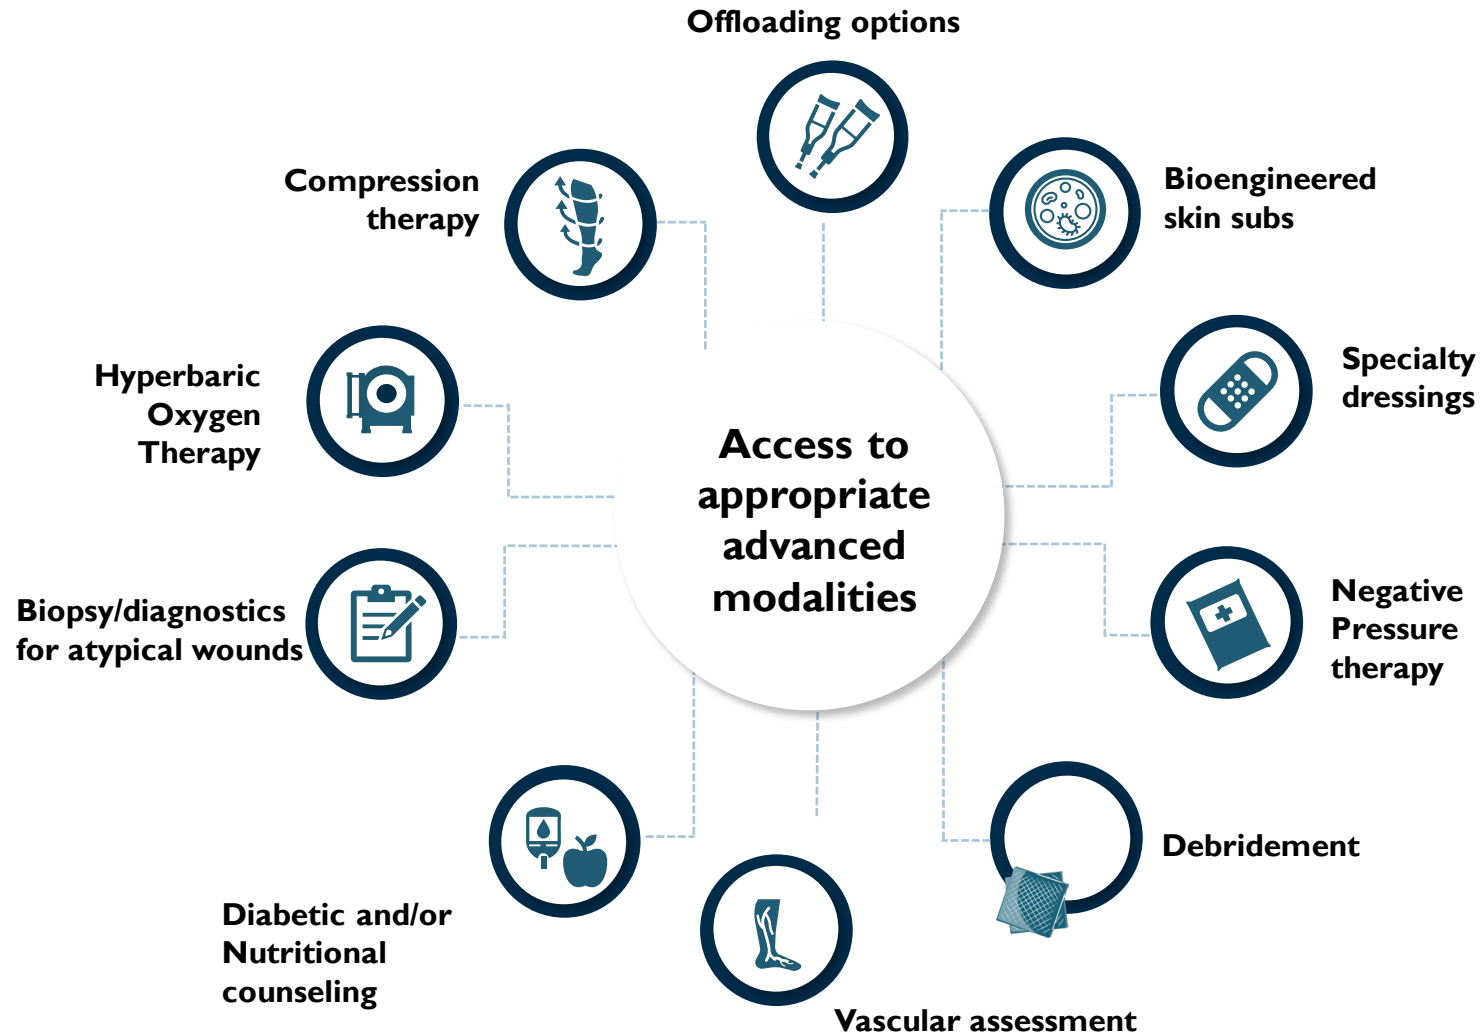 Offloading options
Compression
therapy
Bioengineered
skin subs
Hyperbaric
Oxygen
Therapy
Specialty
dressings
Access to
appropriate
advanced
modalities
Biopsy/diagnostics
for atypical wounds
Negative
Pressure
therapy
Debridement
Diabetic and/or
Nutritional
counseling
Vascular assessment